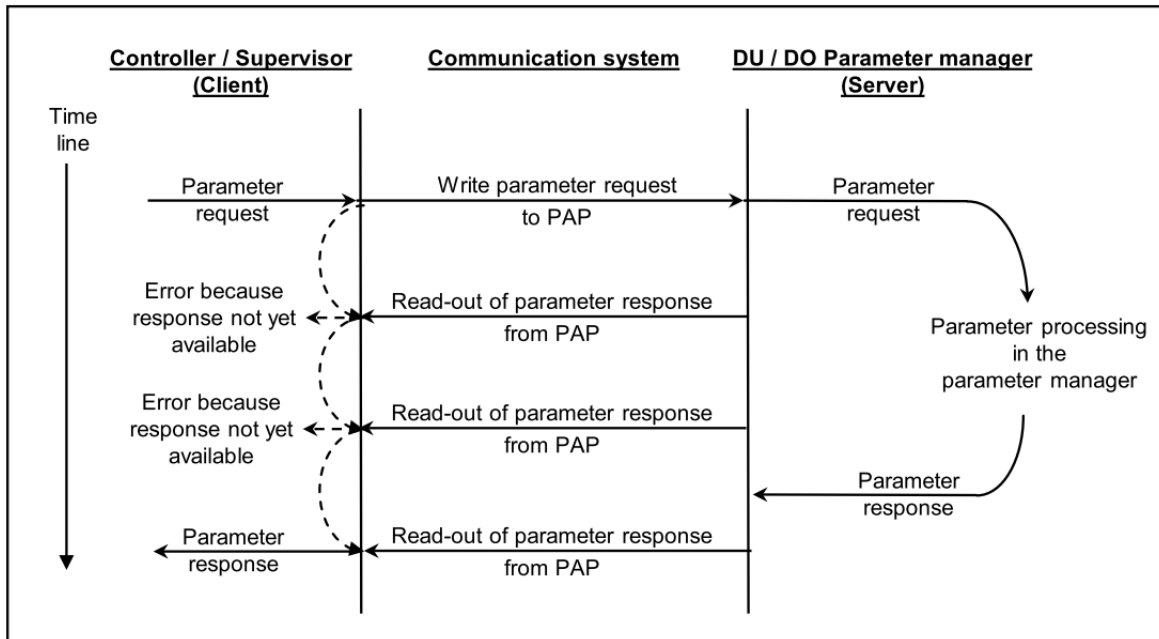 Controller / Supervisor
(Client)
Communication system
DU / DO Parameter manager
(Server)
Time
line
Parameter
request
Write parameter request
to PAP
Parameter
request
Error because
response not yet
available
Read-out of parameter response
from PAP
Parameter processing
in the
parameter manager
Error because
response not yet
available
Read-out of parameter response
from PAP
Parameter
response
Parameter
response
Read-out of parameter response
from PAP